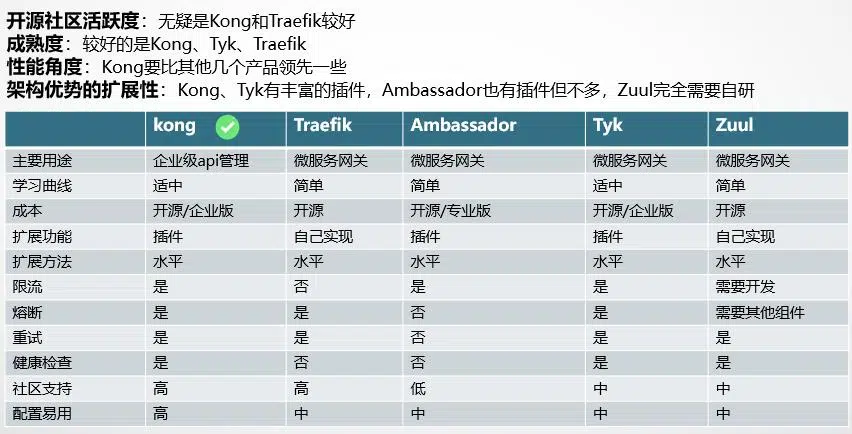 开源社区活跃度：无疑是Kong和Traefik较好
成熟度：较好的是Kong、Tyk、Traefik
性能角度：Kong要比其他几个产品领先一些
架构优势的扩展性：Kong、Tyk有丰富的插件，Ambassador也有插件但不多，Zuul完全需要自研
kong Traefik Ambassador Tyk Zuul
主要用途 企业级api管理 微服务网关 微服务网关 微服务网关 微服务网关
学习曲线 适中 简单 简单 适中 简单
成本 开源/企业版 开源 开源/专业版 开源/企业版 开源
扩展功能 插件 自己实现 插件 插件 自己实现
扩展方法 水平 水平 水平 水平 水平
限流 是 否 是 是 需要开发
熔断 是 是 否 是 需要其他组件
重试 是 是 否 是 是
健康检查 是 否 否 是 是
社区支持 高 高 低 中 中
配置易用 高 中 中 中 中